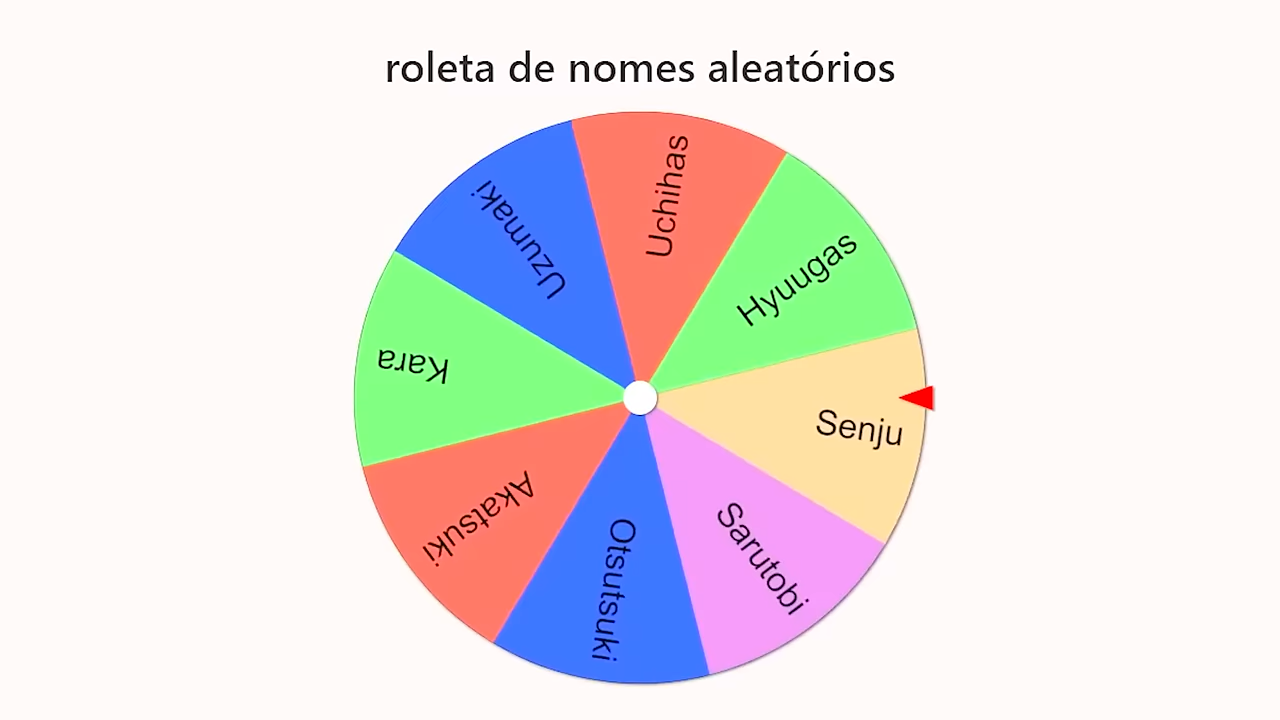 roleta de nomes aleatórios
Uchihas
Hyuugas
Senju
Sarutobi
Otsutsuki
Akatsuki
Kara
Uzumaki